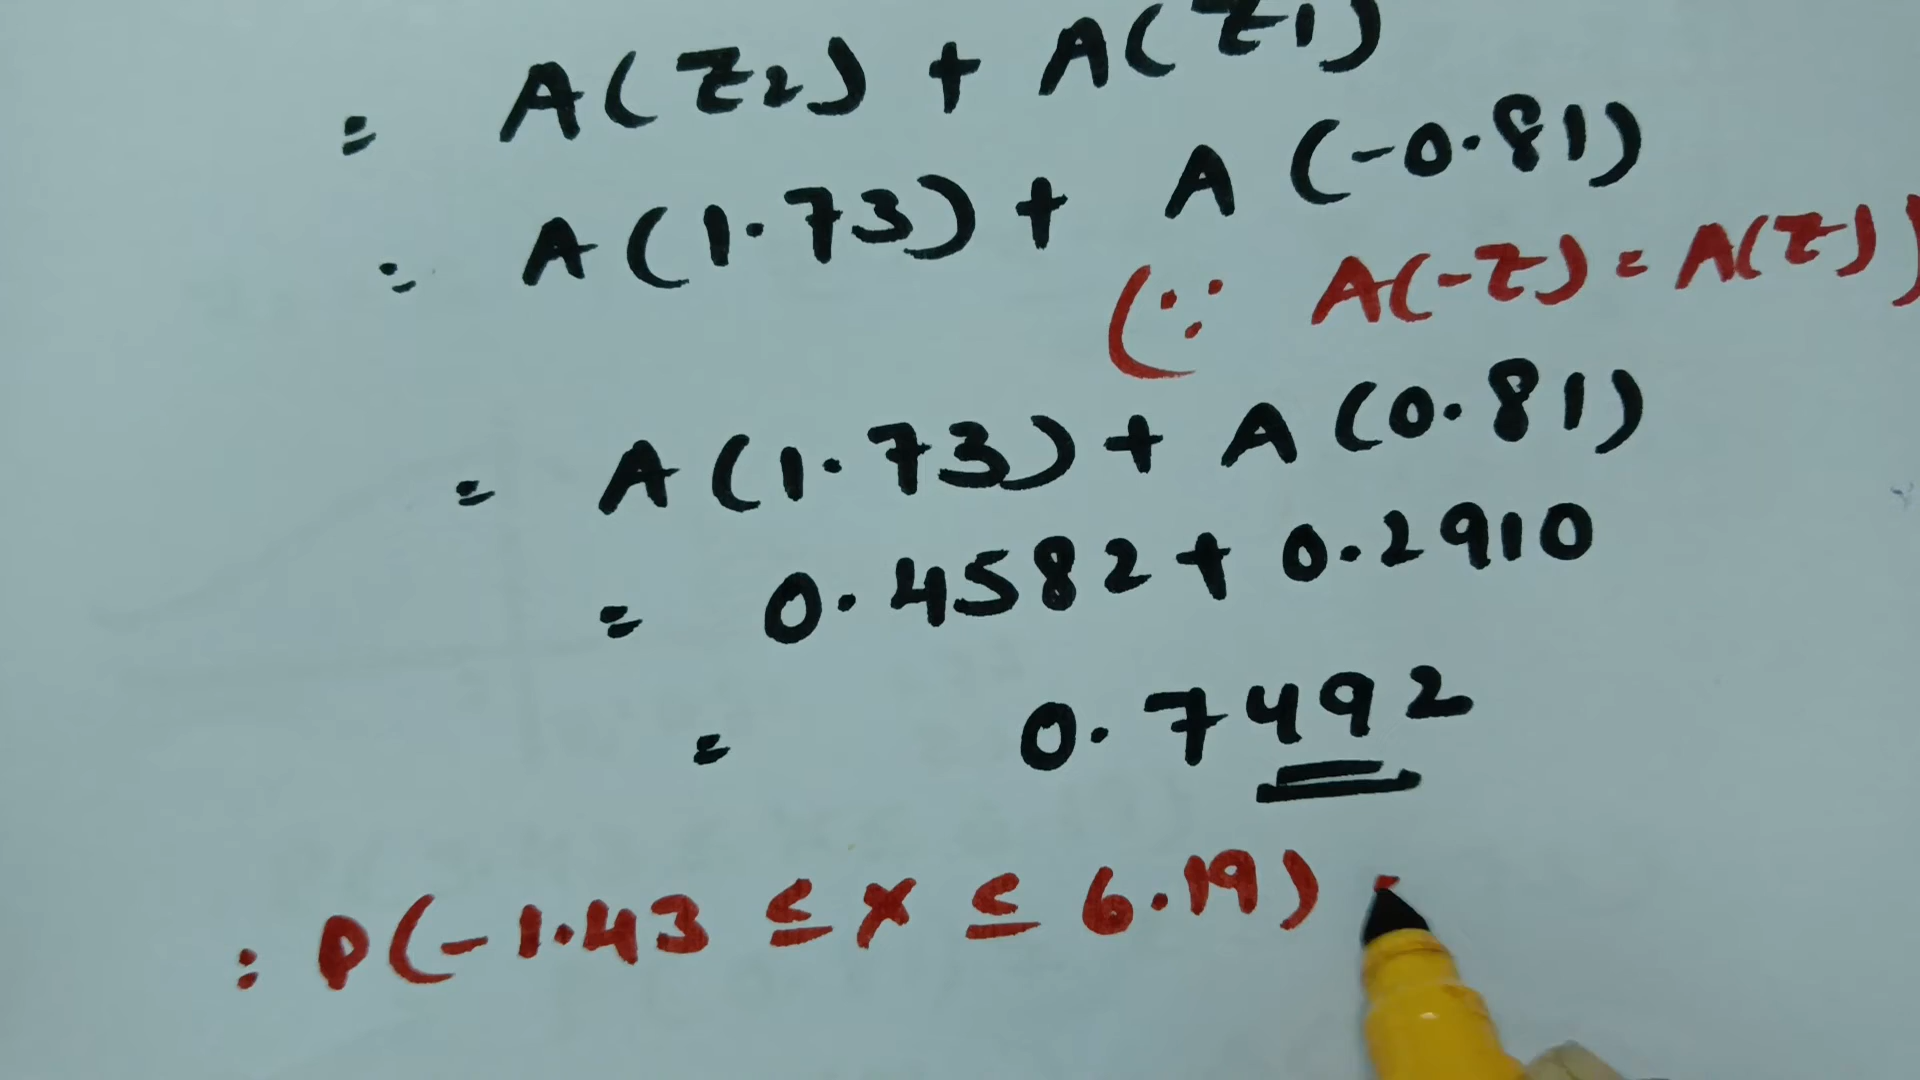 = A(Z2) + A(Z1)
= A(1.73) + A(-0.81)
(∵ A(-Z) = A(Z))
= A(1.73) + A(0.81)
= 0.4582 + 0.2910
= 0.7492
: P(-1.43 ≤ x ≤ 6.19)